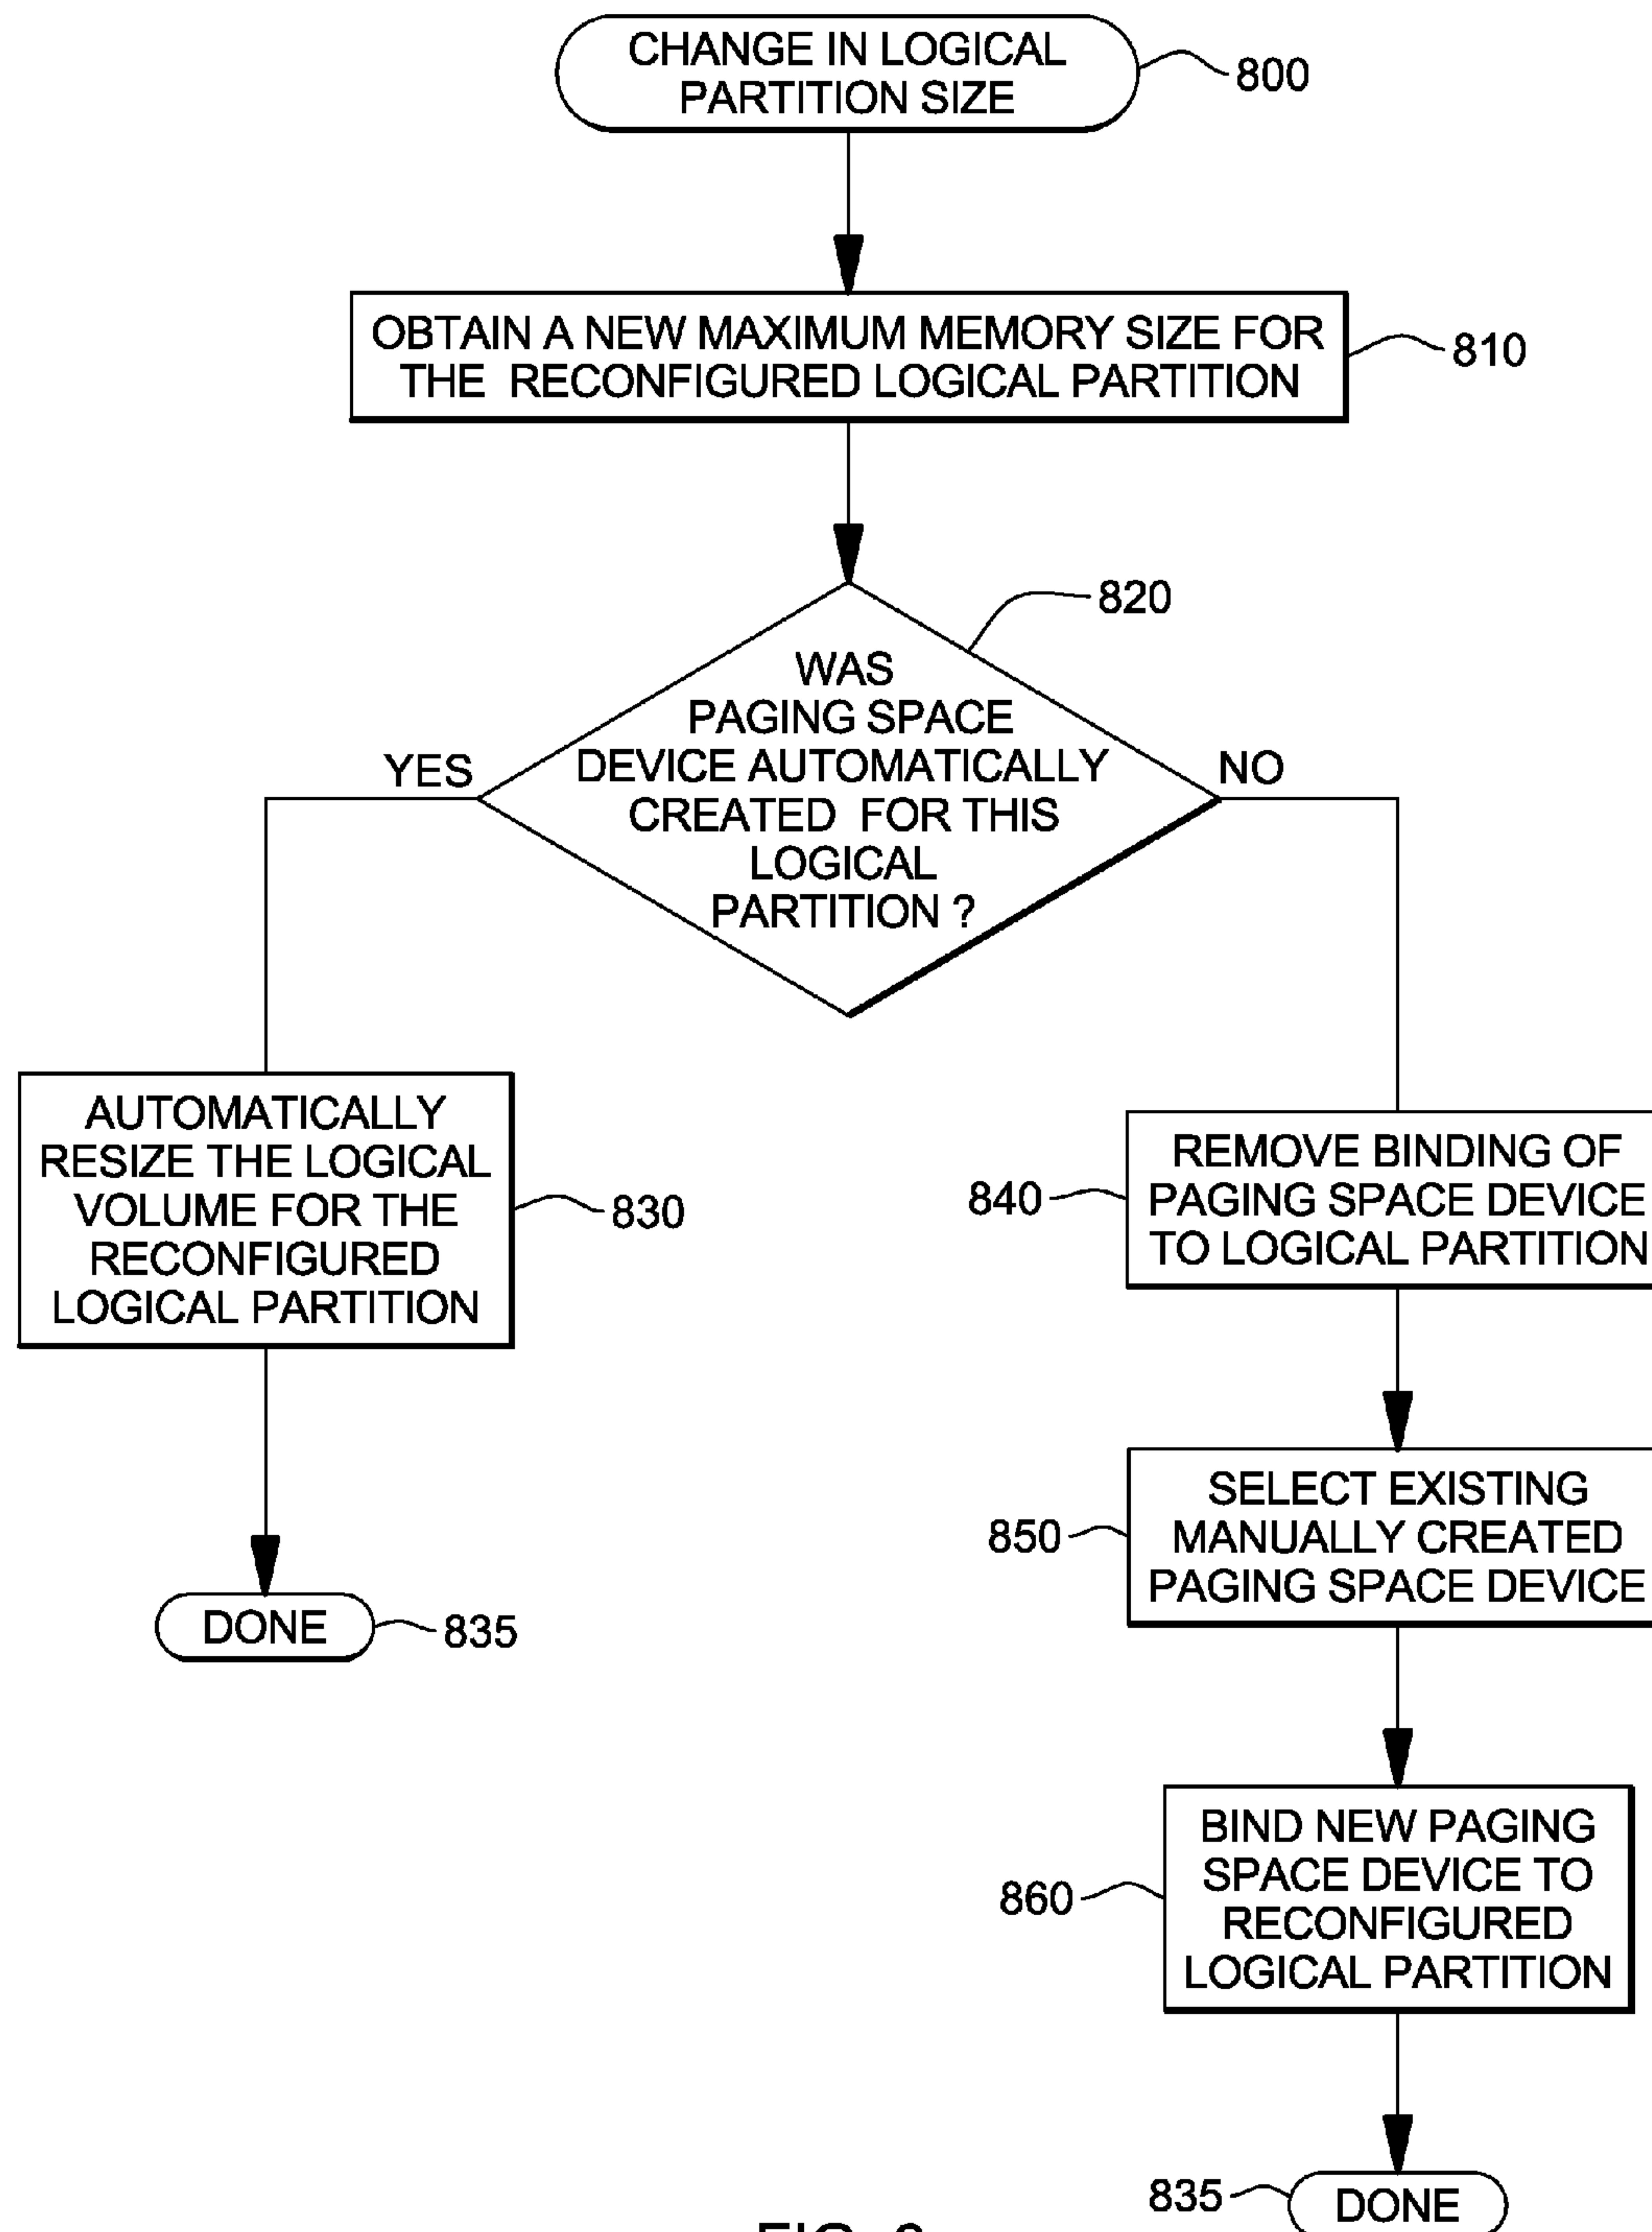 CHANGE IN LOGICAL
PARTITION SIZE
800
OBTAIN A NEW MAXIMUM MEMORY SIZE FOR
THE RECONFIGURED LOGICAL PARTITION
810
820
WAS
PAGING SPACE
DEVICE AUTOMATICALLY
CREATED FOR THIS
LOGICAL
PARTITION ?
YES
NO
AUTOMATICALLY
RESIZE THE LOGICAL
VOLUME FOR THE
RECONFIGURED
LOGICAL PARTITION
830
DONE
835
840
REMOVE BINDING OF
PAGING SPACE DEVICE
TO LOGICAL PARTITION
850
SELECT EXISTING
MANUALLY CREATED
PAGING SPACE DEVICE
860
BIND NEW PAGING
SPACE DEVICE TO
RECONFIGURED
LOGICAL PARTITION
835
DONE
FIG.